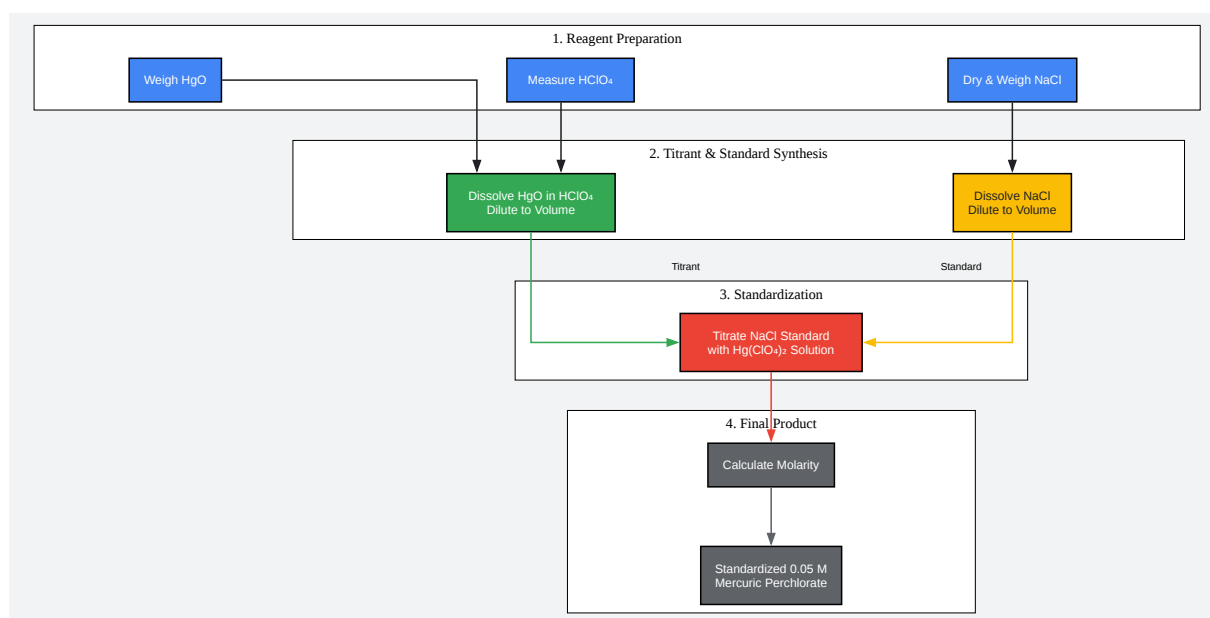 1. Reagent Preparation
Weigh HgO
Measure HClO₄
Dry & Weigh NaCl
2. Titrant & Standard Synthesis
Dissolve HgO in HClO₄
Dilute to Volume
Dissolve NaCl
Dilute to Volume
Titrant
Standard
3. Standardization
Titrate NaCl Standard
with Hg(ClO₄)₂ Solution
4. Final Product
Calculate Molarity
Standardized 0.05 M
Mercuric Perchlorate